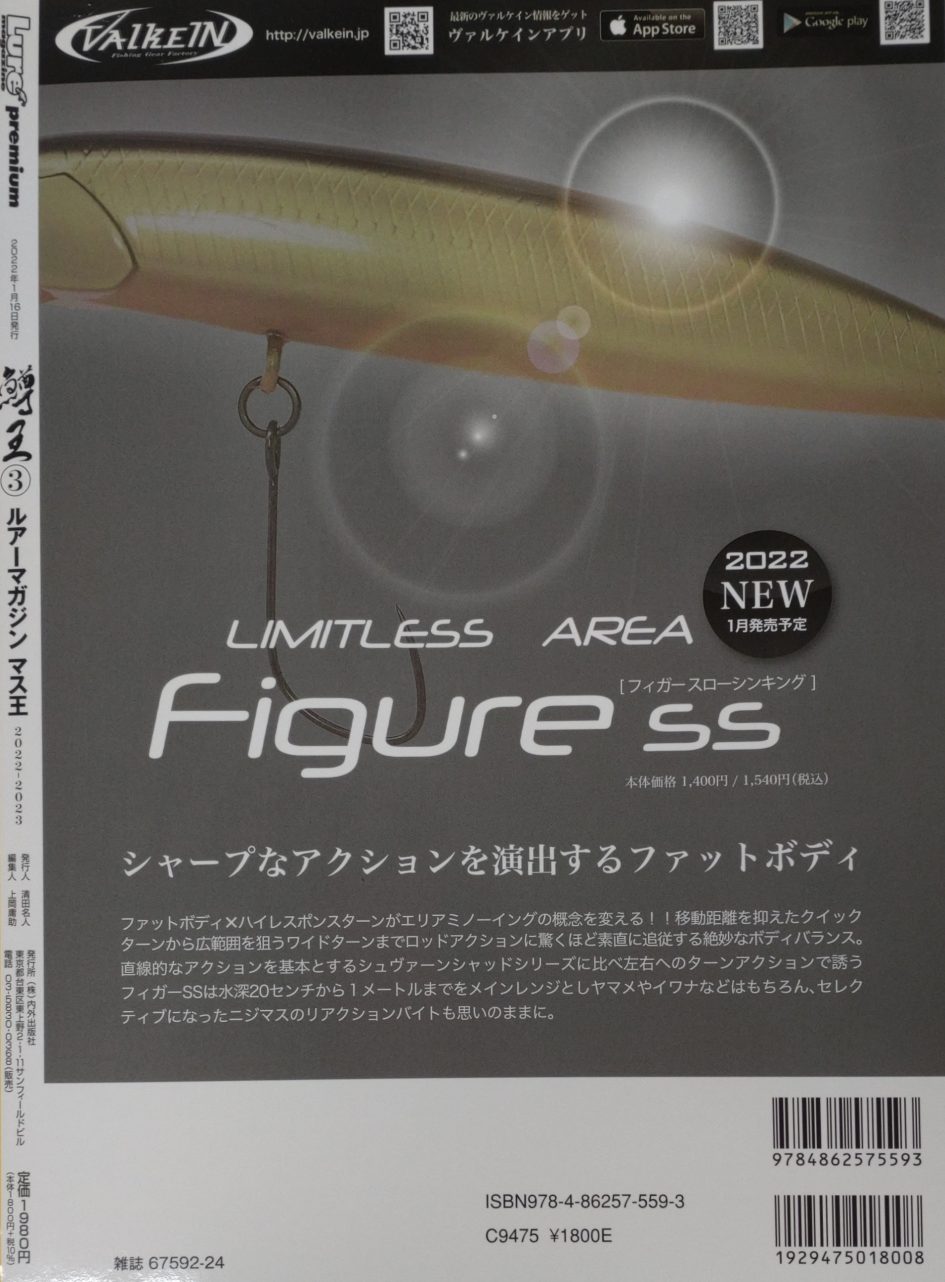 VALKEIN
Fishing Gear Factory
http://valkein.jp
最新のヴァルケイン情報をゲット
ヴァルケインアプリ
Available on the
App Store
Google play
2022
NEW
1月発売予定
LIMITLESS AREA
[フィガースローシンキング]
Figure SS
本体価格 1,400円 / 1,540円(税込)
シャープなアクションを演出するファットボディ
ファットボディ×ハイレスポンスターンがエリアミノーイングの概念を変える!!移動距離を抑えたクイック
ターンから広範囲を狙うワイドターンまでロッドアクションに驚くほど素直に追従する絶妙なボディバランス。
直線的なアクションを基本とするシュヴァーンシャッドシリーズに比べ左右へのターンアクションで誘う
フィガーSSは水深20センチから1メートルまでをメインレンジとしヤマメやイワナなどはもちろん、セレク
ティブになったニジマスのリアクションバイトも思いのままに。
9784862575593
ISBN978-4-86257-559-3
C9475 ¥1800E
1929475018008
雑誌 67592-24
Lure magazine premium
2022年1月16日発行
鱒王③ ルアーマガジン マス王 2022-2023
発行人 清田名人
編集人 上岡庸助
発行所 (株)内外出版社
東京都台東区東上野2-1-11サンフィールドビル
電話 03-5830-0368(販売)
定価1980円
(本体1800円+税10%)